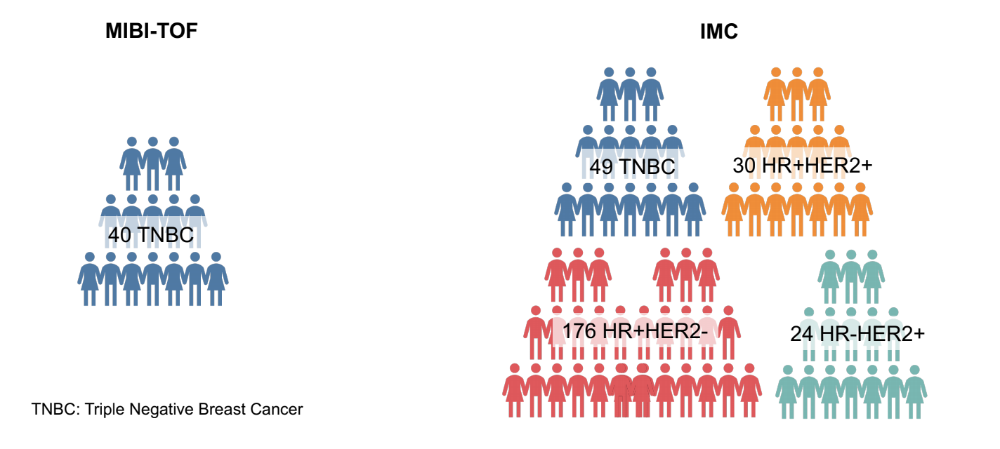 MIBI-TOF
IMC
40 TNBC
49 TNBC
30 HR+HER2+
176 HR+HER2-
24 HR-HER2+
TNBC: Triple Negative Breast Cancer